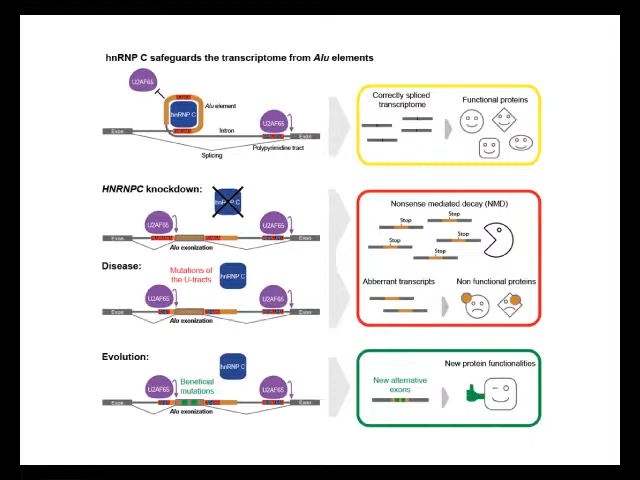 hnRNP C safeguards the transcriptome from Alu elements
U2AF65
hnRNP C
Alu element
U2AF65
Intron
Exon
Exon
Polypyrimidine tract
Splicing
Correctly spliced
transcriptome
Functional proteins
HNRNPC knockdown:
hnRNP C
U2AF65
U2AF65
Exon
Exon
Alu exonization
Nonsense mediated decay (NMD)
Stop
Stop
Stop
Stop
Stop
Disease:
Mutations of
the U-tracts
hnRNP C
U2AF65
U2AF65
Exon
Exon
Alu exonization
Abberrant transcripts
Non functional proteins
Evolution:
hnRNP C
U2AF65
Beneficial
mutations
U2AF65
Exon
Exon
Alu exonization
New alternative
exons
New protein functionalities